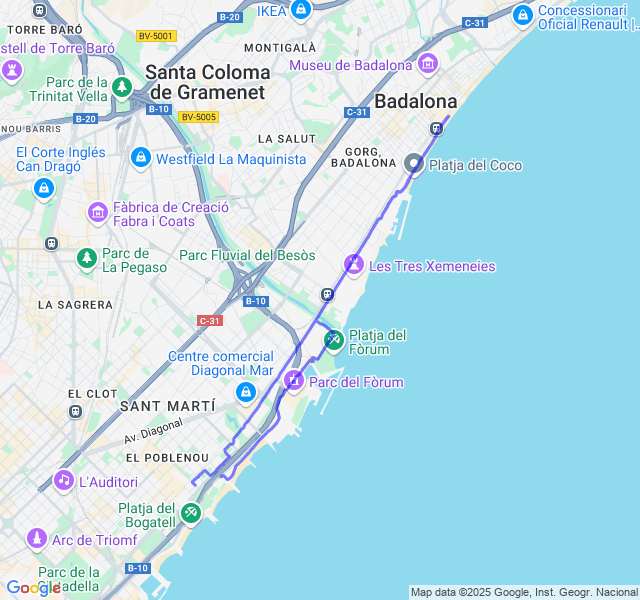 TORRE BARÓ
B-20
IKEA
C-31
Concessionari
Oficial Renault |...
BV-5001
MONTIGALÀ
stell de Torre Baró
Museu de Badalona
Parc de la
Trinitat Vella
Santa Coloma
de Gramenet
Badalona
B-10
C-31
B-20
BV-5005
NOU BARRIS
LA SALUT
El Corte Inglés
Can Dragó
Westfield La Maquinista
GORG,
BADALONA
Platja del Coco
Fàbrica de Creació
Fabra i Coats
Parc de
La Pegaso
Parc Fluvial del Besòs
Les Tres Xemeneies
LA SAGRERA
B-10
C-31
Platja del
Fòrum
Centre comercial
Diagonal Mar
Parc del Fòrum
EL CLOT
SANT MARTÍ
Av. Diagonal
EL POBLENOU
L'Auditori
Platja del
Bogatell
Arc de Triomf
B-10
Parc de la
Ciutadella
Google
Map data ©2025 Google, Inst. Geogr. Nacional